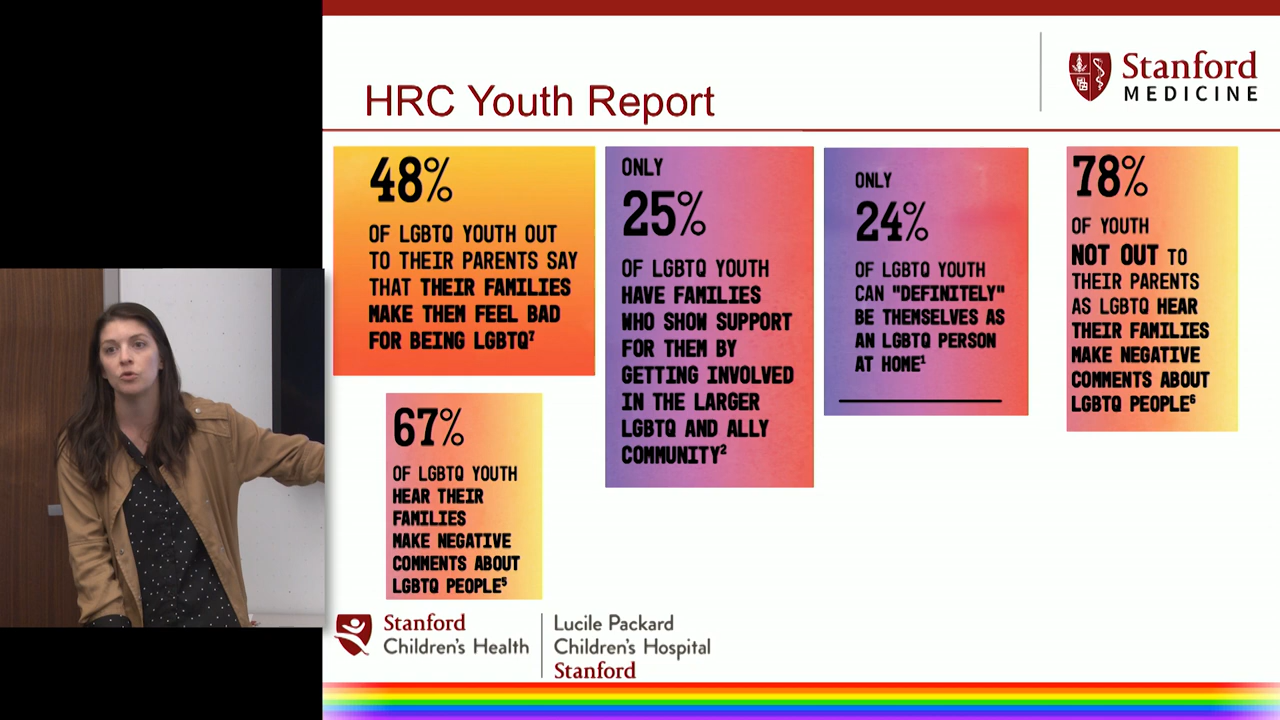 Stanford
MEDICINE
HRC Youth Report
48%
OF LGBTQ YOUTH OUT
TO THEIR PARENTS SAY
THAT THEIR FAMILIES
MAKE THEM FEEL BAD
FOR BEING LGBTQ⁷
ONLY
25%
OF LGBTQ YOUTH
HAVE FAMILIES
WHO SHOW SUPPORT
FOR THEM BY
GETTING INVOLVED
IN THE LARGER
LGBTQ AND ALLY
COMMUNITY²
ONLY
24%
OF LGBTQ YOUTH
CAN "DEFINITELY"
BE THEMSELVES AS
AN LGBTQ PERSON
AT HOME¹
78%
OF YOUTH
NOT OUT TO
THEIR PARENTS
AS LGBTQ HEAR
THEIR FAMILIES
MAKE NEGATIVE
COMMENTS ABOUT
LGBTQ PEOPLE⁶
67%
OF LGBTQ YOUTH
HEAR THEIR
FAMILIES
MAKE NEGATIVE
COMMENTS ABOUT
LGBTQ PEOPLE⁵
Stanford
Children's Health
Lucile Packard
Children's Hospital
Stanford